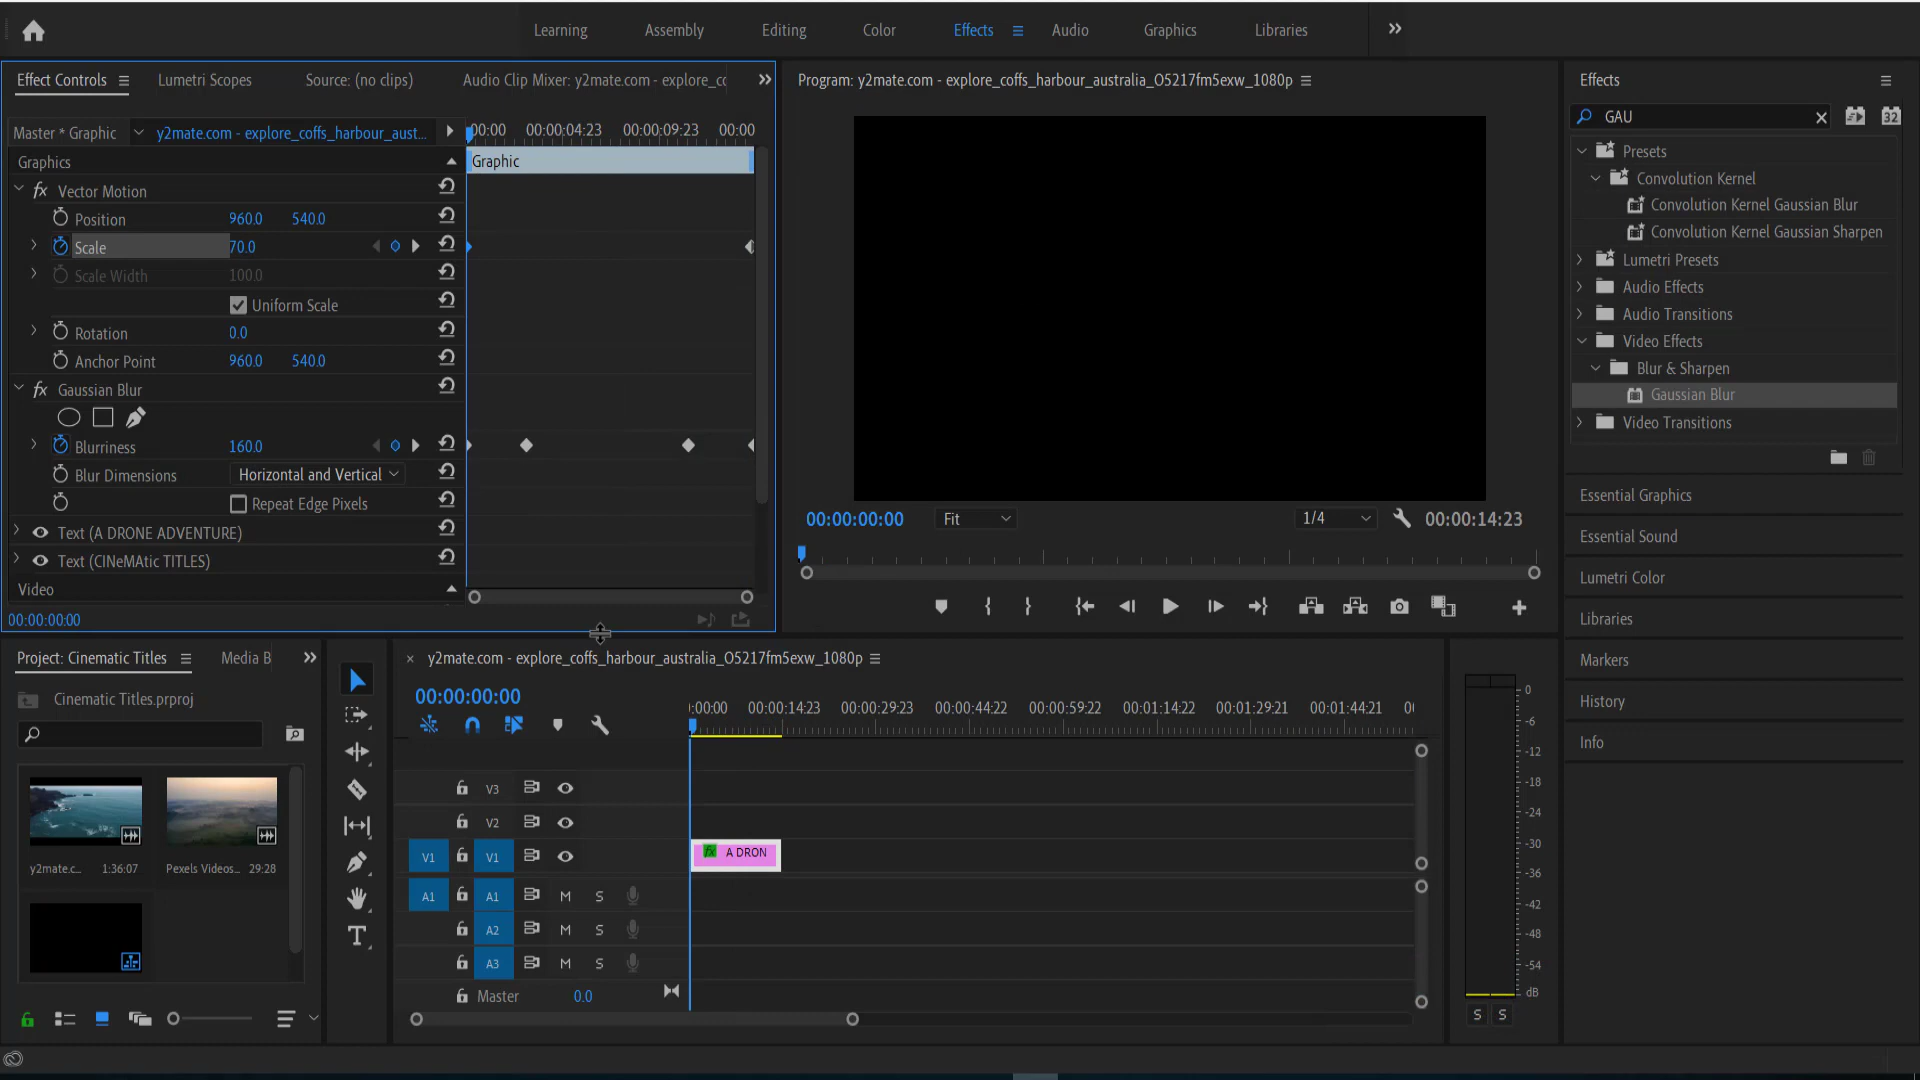 Learning
Assembly
Editing
Color
Effects
Audio
Graphics
Libraries
Effect Controls
Lumetri Scopes
Source: (no clips)
Audio Clip Mixer: y2mate.com - explore_co
Program: y2mate.com - explore_coffs_harbour_australia_O5217fm5exw_1080p
Effects
Master * Graphic
y2mate.com - explore_coffs_harbour_aust...
:00:00
00:00:04:23
00:00:09:23
00:00
GAU
32
Graphics
Graphic
Presets
fx Vector Motion
Convolution Kernel
Position 960.0 540.0
Convolution Kernel Gaussian Blur
Scale 70.0
Convolution Kernel Gaussian Sharpen
Scale Width 100.0
Lumetri Presets
Uniform Scale
Audio Effects
Rotation 0.0
Audio Transitions
Anchor Point 960.0 540.0
Video Effects
fx Gaussian Blur
Blur & Sharpen
Gaussian Blur
Video Transitions
Blurriness 160.0
Blur Dimensions Horizontal and Vertical
Repeat Edge Pixels
Essential Graphics
Text (A DRONE ADVENTURE)
00:00:00:00
Fit
1/4
00:00:14:23
Essential Sound
Text (CINeMAtic TITLES)
Video
Lumetri Color
00:00:00:00
Libraries
Project: Cinematic Titles
Media B
y2mate.com - explore_coffs_harbour_australia_O5217fm5exw_1080p
Markers
Cinematic Titles.prproj
00:00:00:00
History
:00:00
00:00:14:23
00:00:29:23
00:00:44:22
00:00:59:22
00:01:14:22
00:01:29:21
00:01:44:21
0
Info
V3
V2
V1 V1
A DRON
y2mate.c... 1:36:07
Pexels Videos... 29:28
A1 A1 M S
A2 M S
A3 M S
Master 0.0
0
-6
-12
-18
-24
-30
-36
-42
-48
-54
dB
S S